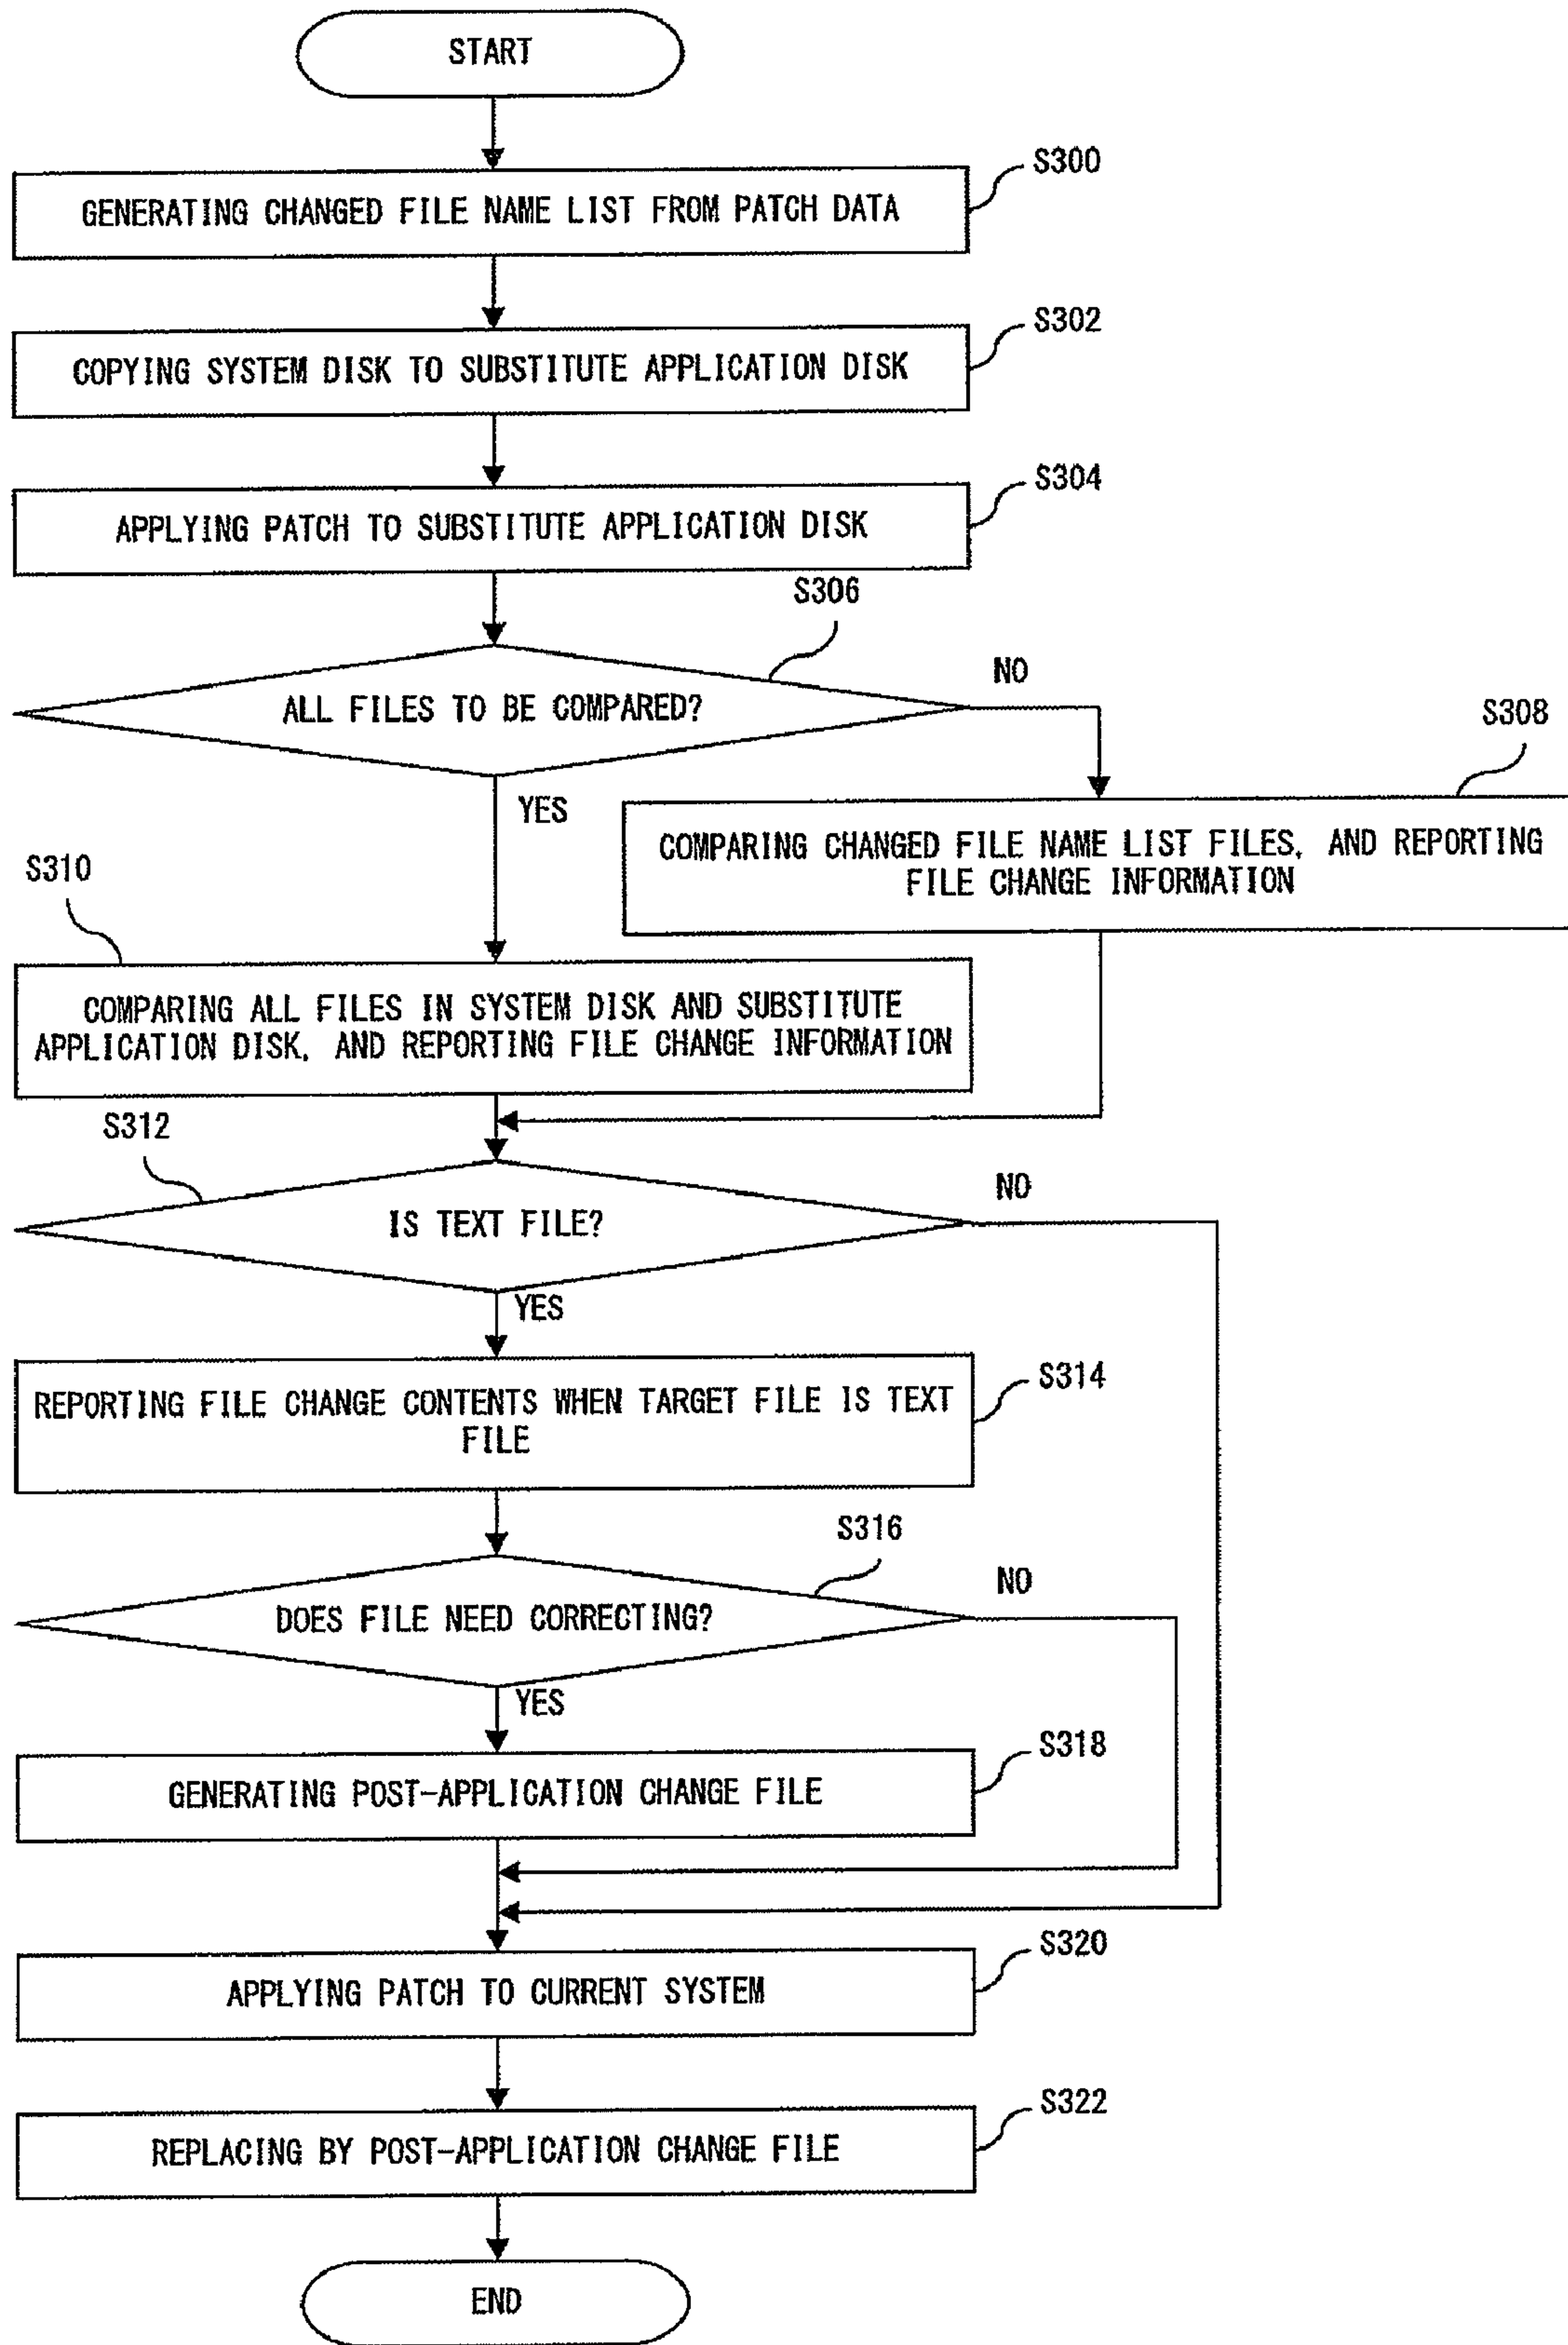 START
S300
GENERATING CHANGED FILE NAME LIST FROM PATCH DATA
S302
COPYING SYSTEM DISK TO SUBSTITUTE APPLICATION DISK
S304
APPLYING PATCH TO SUBSTITUTE APPLICATION DISK
S306
ALL FILES TO BE COMPARED?
NO
YES
S308
COMPARING CHANGED FILE NAME LIST FILES, AND REPORTING
FILE CHANGE INFORMATION
S310
COMPARING ALL FILES IN SYSTEM DISK AND SUBSTITUTE
APPLICATION DISK, AND REPORTING FILE CHANGE INFORMATION
S312
IS TEXT FILE?
NO
YES
S314
REPORTING FILE CHANGE CONTENTS WHEN TARGET FILE IS TEXT
FILE
S316
DOES FILE NEED CORRECTING?
NO
YES
S318
GENERATING POST-APPLICATION CHANGE FILE
S320
APPLYING PATCH TO CURRENT SYSTEM
S322
REPLACING BY POST-APPLICATION CHANGE FILE
END